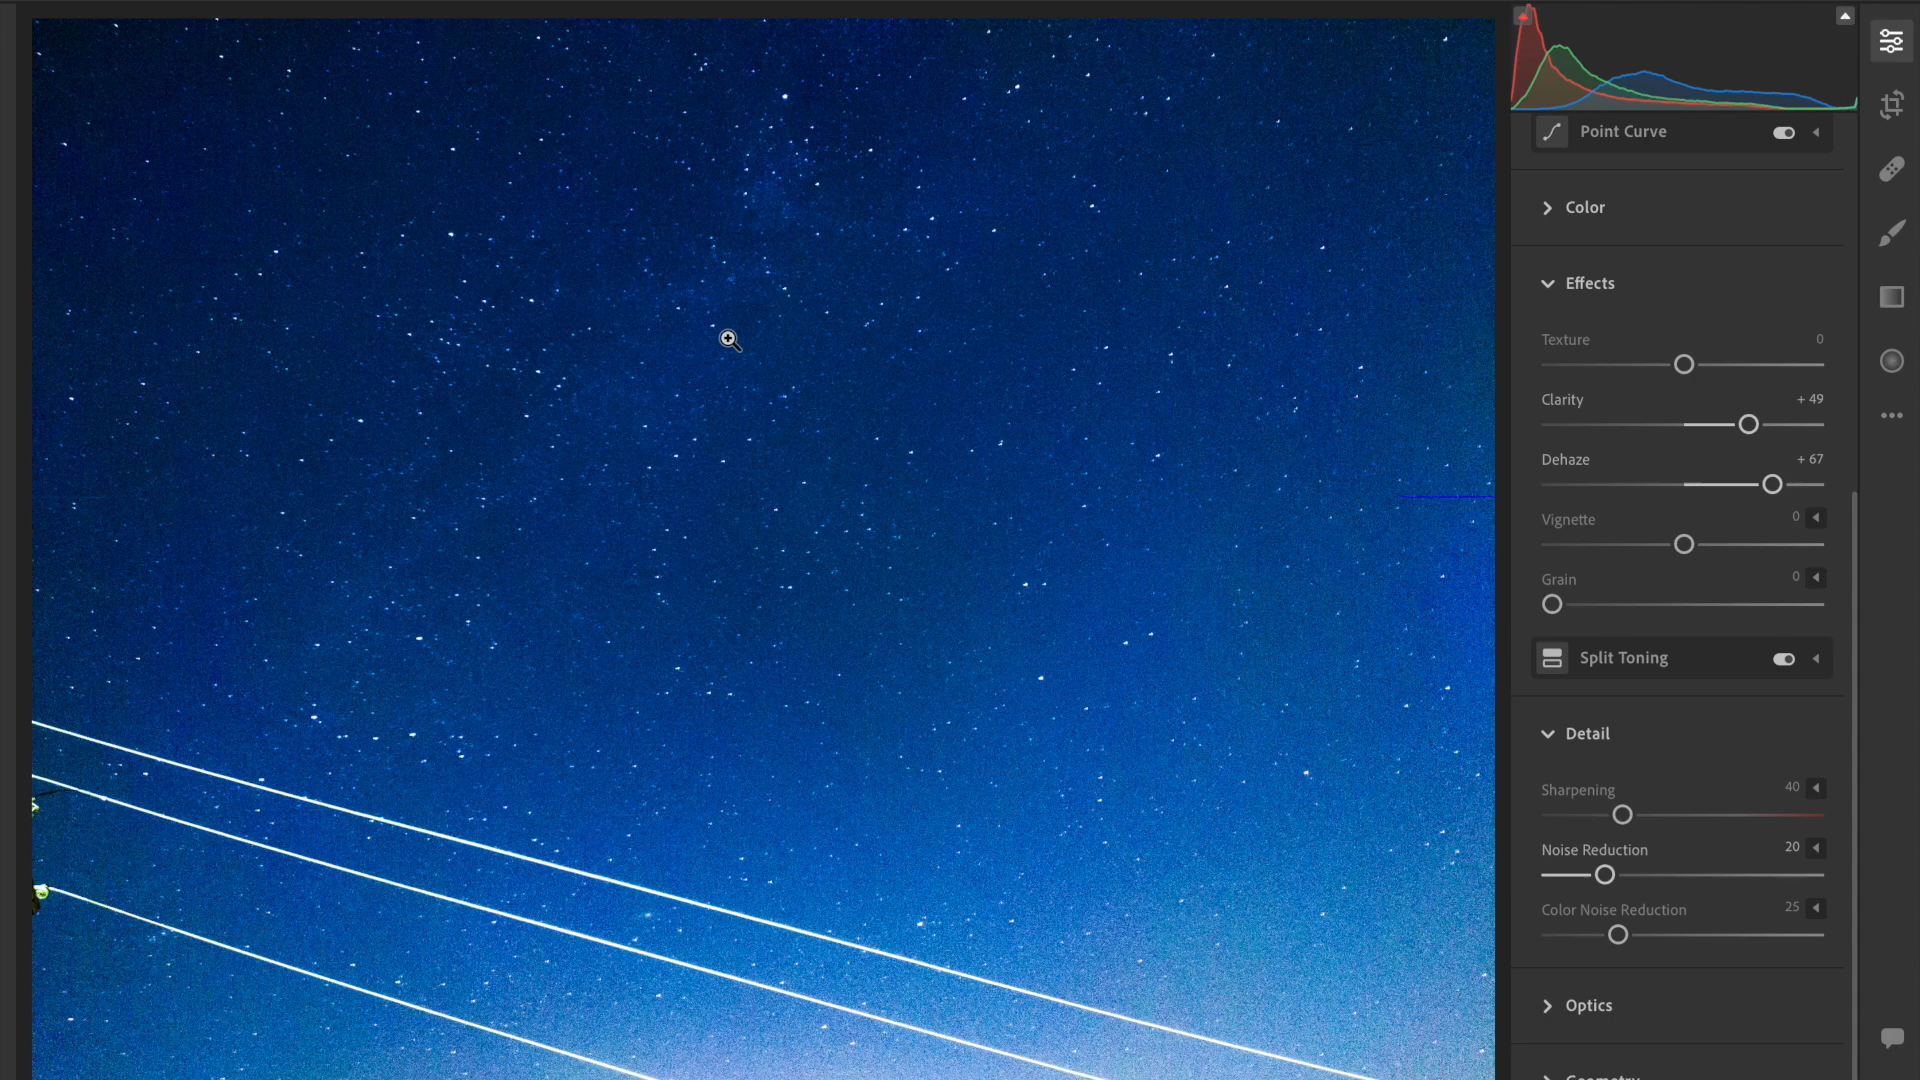 Point Curve
Color
Effects
Texture 0
Clarity + 49
Dehaze + 67
Vignette 0
Grain 0
Split Toning
Detail
Sharpening 40
Noise Reduction 20
Color Noise Reduction 25
Optics
Geometry